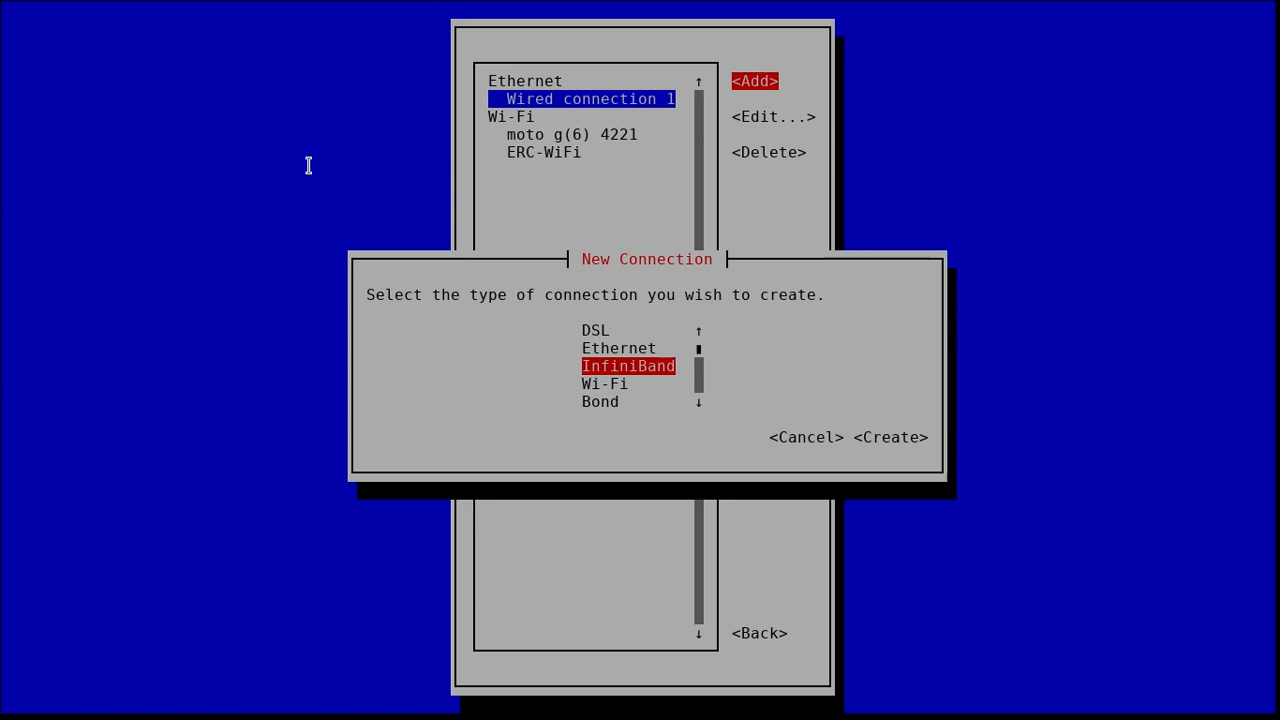 Ethernet ↑ <Add>
Wired connection 1
Wi-Fi <Edit...>
moto g(6) 4221
ERC-WiFi <Delete>
New Connection
Select the type of connection you wish to create.
DSL ↑
Ethernet
InfiniBand
Wi-Fi
Bond ↓
<Cancel> <Create>
↓ <Back>